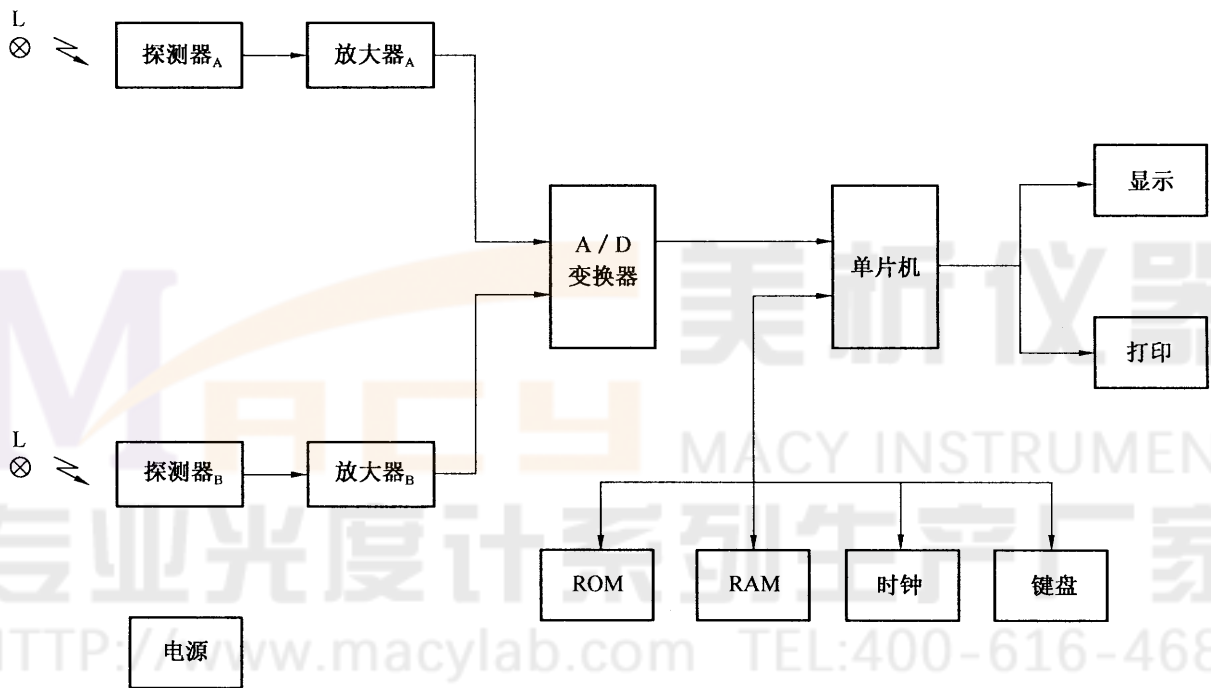 L
探测器A
放大器A
显示
A / D
变换器
单片机
美析仪器
打印
MACY
L
探测器B
放大器B
MACY INSTRUMEN
专业光度计系列生产厂家
ROM
RAM
时钟
键盘
电源
HTTP://www.macylab.com TEL:400-616-468